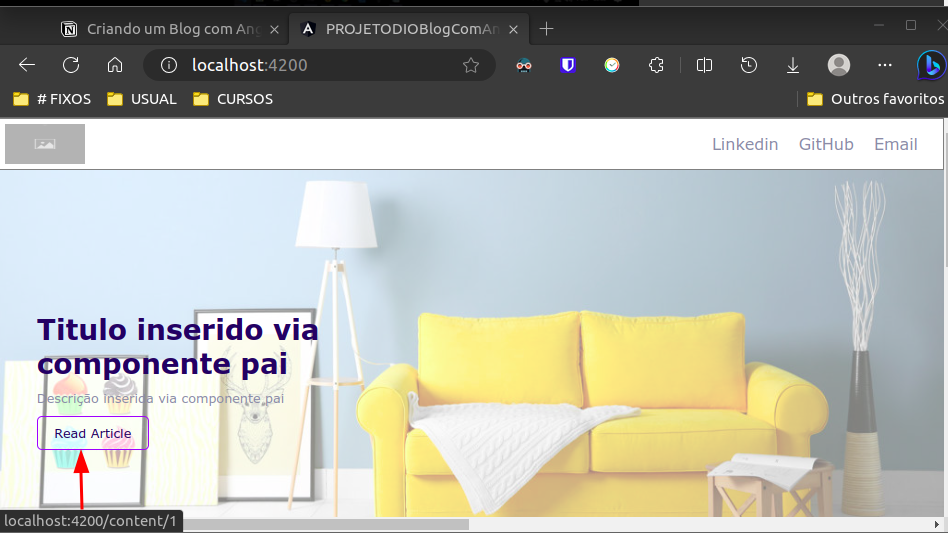 Criando um Blog com Ang
PROJETODIOBlogComAn
localhost:4200
# FIXOS
USUAL
CURSOS
Outros favoritos
Linkedin
GitHub
Email
Titulo inserido via
componente pai
Descrição inserida via componente pai
Read Article
localhost:4200/content/1